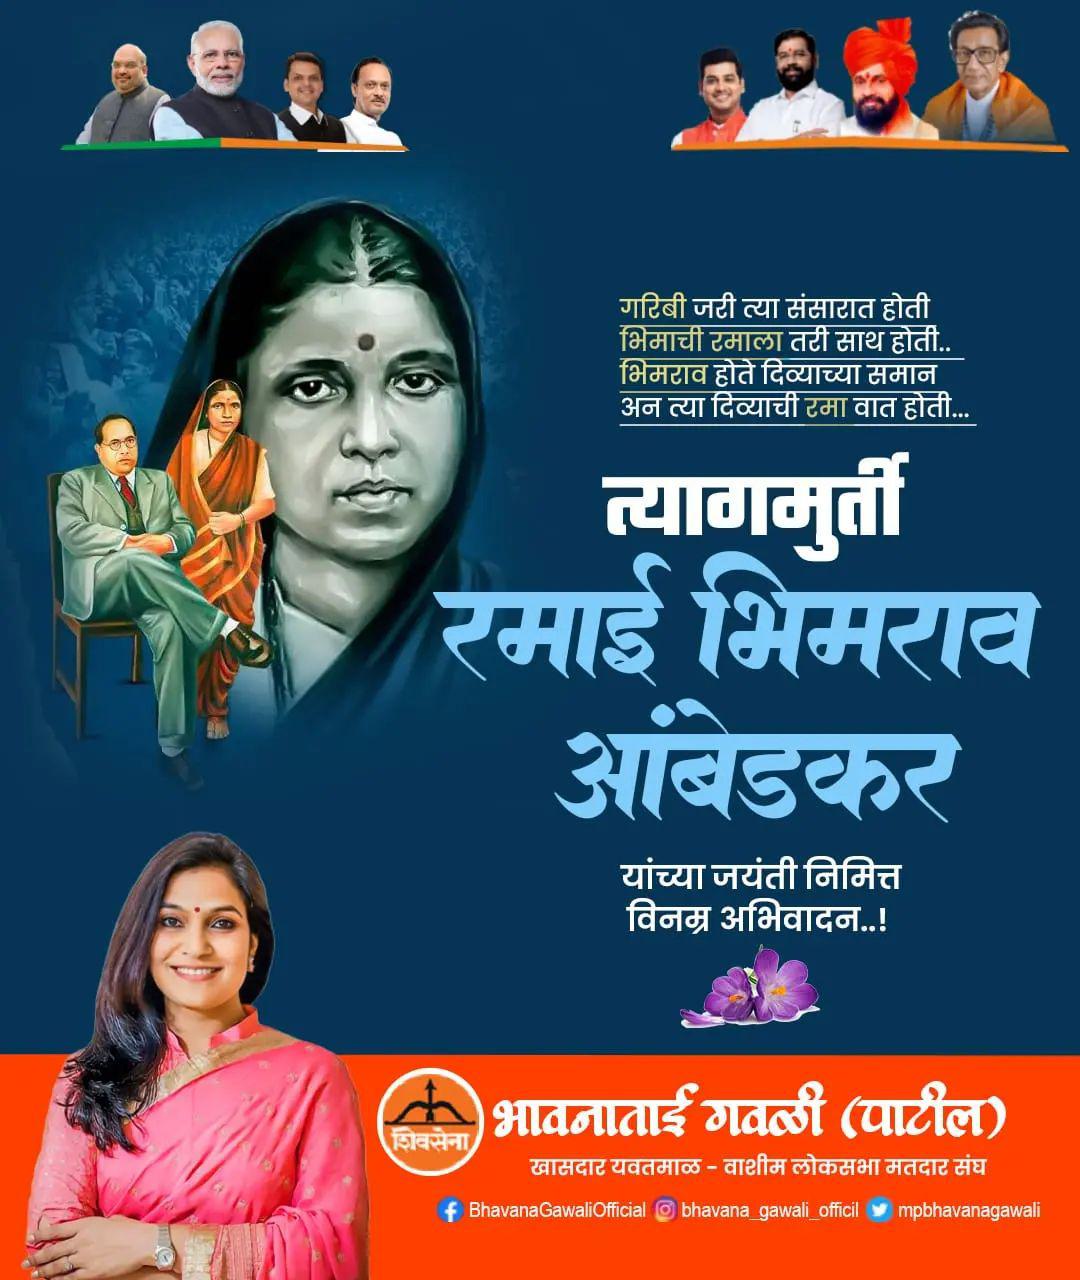 गरिबी जरी त्या संसारात होती
भिमाची रमाला तरी साथ होती..
भिमराव होते दिव्याच्या समान
अन त्या दिव्याची रमा वात होती...
त्यागमुर्ती
रमाई भिमराव
आंबेडकर
यांच्या जयंती निमित्त
विनम्र अभिवादन..!
शिवसेना
भावनाताई गवळी (पाटील)
खासदार यवतमाळ - वाशीम लोकसभा मतदार संघ
BhavanaGawaliOfficial bhavana_gawali_officil mpbhavanagawali